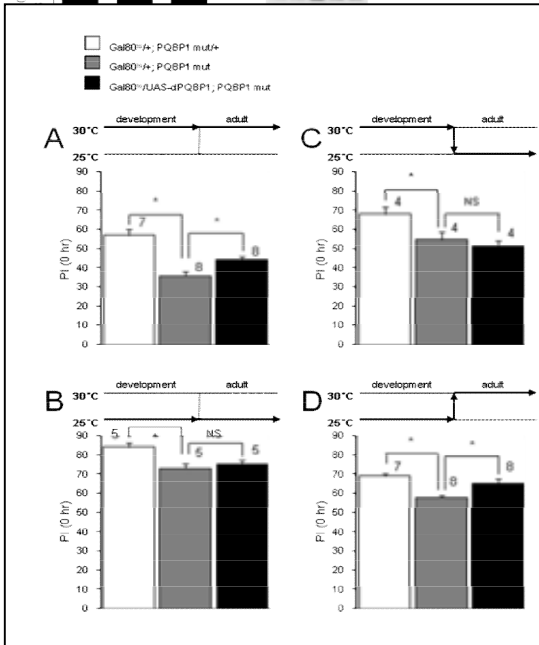 Gal80ᵗˢ/+; PQBP1 mut/+
Gal80ᵗˢ/+; PQBP1 mut
Gal80ᵗˢ/UAS-dPQBP1; PQBP1 mut
A
development adult
30°C
25°C
PI (0 hr)
90
80
70
60
50
40
30
20
10
0
* *
7 8 8
C
development adult
30°C
25°C
PI (0 hr)
90
80
70
60
50
40
30
20
10
0
* NS
4 4 4
B
development adult
30°C
25°C
PI (0 hr)
90
80
70
60
50
40
30
20
10
0
* NS
5 5 5
D
development adult
30°C
25°C
PI (0 hr)
90
80
70
60
50
40
30
20
10
0
* *
7 8 8